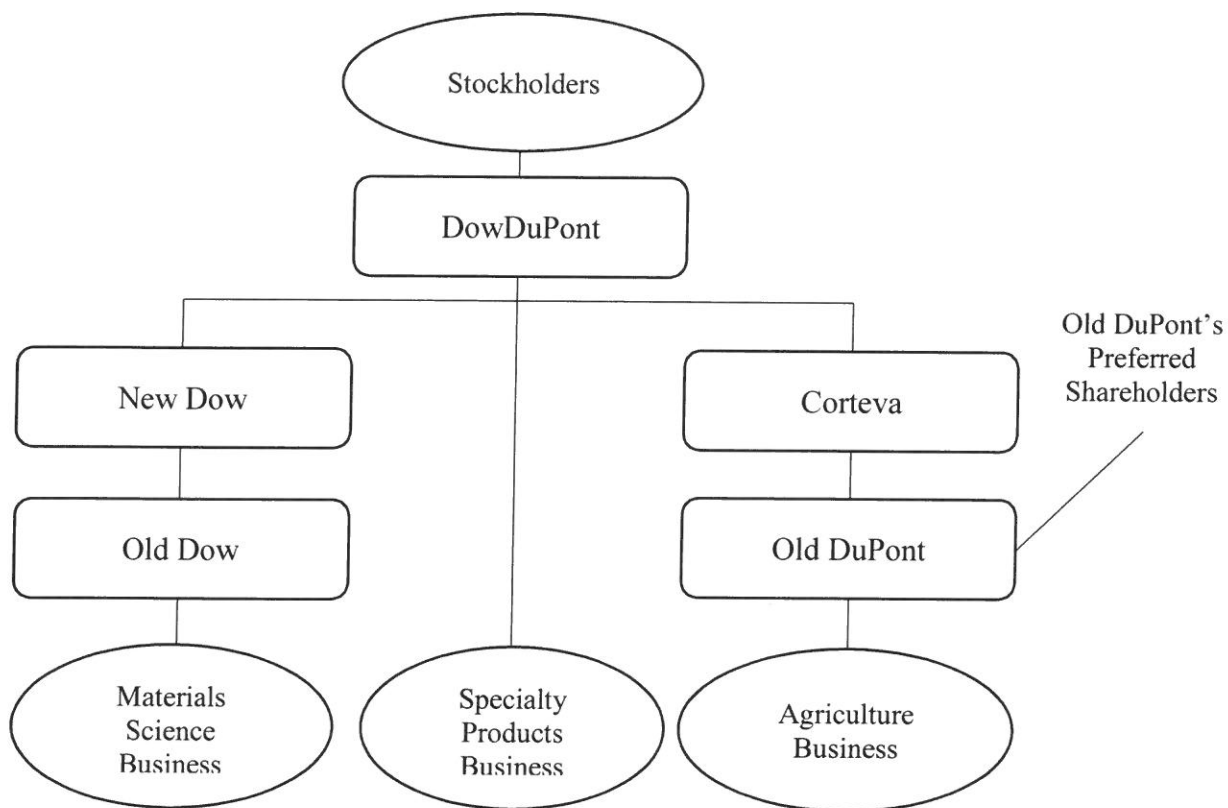 Stockholders
DowDuPont
New Dow
Corteva
Old DuPont's
Preferred
Shareholders
Old Dow
Old DuPont
Materials
Science
Business
Specialty
Products
Business
Agriculture
Business